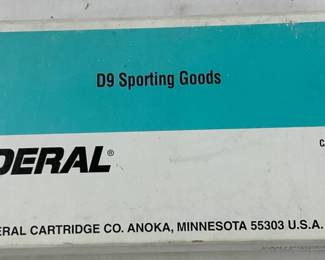 D9 Sporting Goods
DERAL®
ERAL CARTRIDGE CO. ANOKA, MINNESOTA 55303 U.S.A.